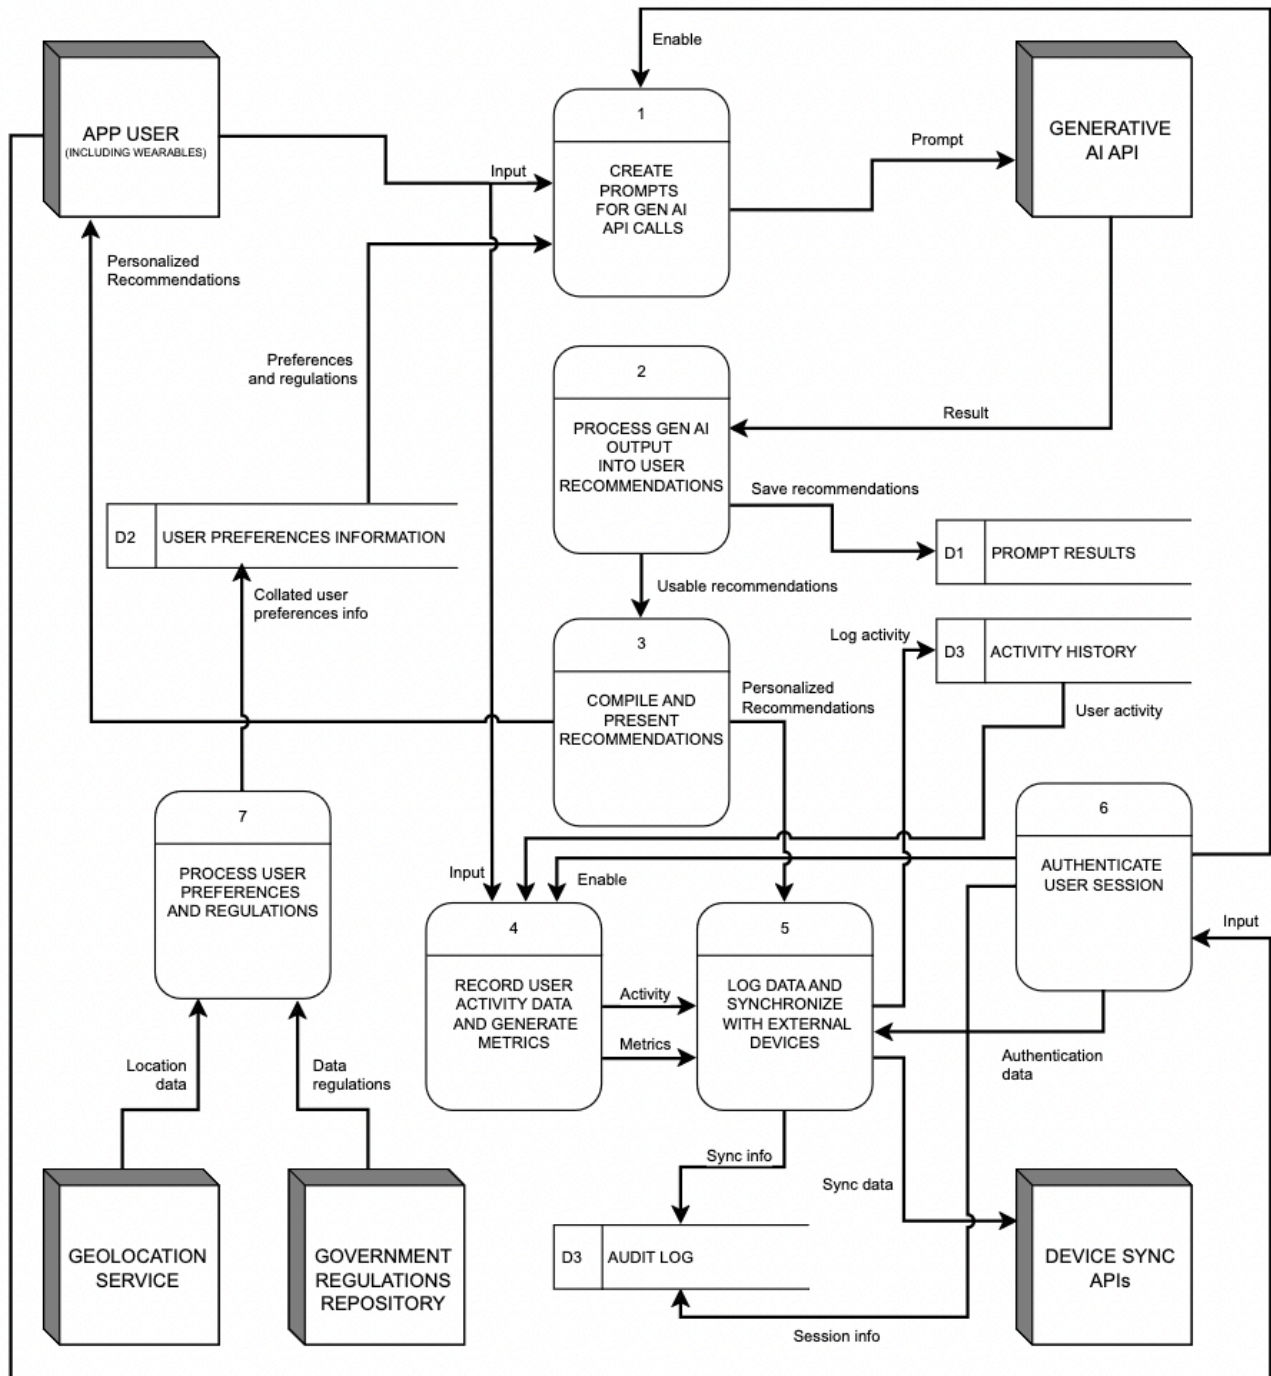 Enable
1
CREATE
PROMPTS
FOR GEN AI
API CALLS
APP USER
(INCLUDING WEARABLES)
GENERATIVE
AI API
Prompt
Input
Personalized
Recommendations
Preferences
and regulations
2
PROCESS GEN AI
OUTPUT
INTO USER
RECOMMENDATIONS
Result
Save recommendations
D2
USER PREFERENCES INFORMATION
D1
PROMPT RESULTS
Collated user
preferences info
Usable recommendations
3
COMPILE AND
PRESENT
RECOMMENDATIONS
Log activity
D3
ACTIVITY HISTORY
Personalized
Recommendations
User activity
7
PROCESS USER
PREFERENCES
AND REGULATIONS
6
AUTHENTICATE
USER SESSION
Input
Enable
Input
4
RECORD USER
ACTIVITY DATA
AND GENERATE
METRICS
Activity
Metrics
5
LOG DATA AND
SYNCHRONIZE
WITH EXTERNAL
DEVICES
Authentication
data
Location
data
Data
regulations
Sync info
Sync data
GEOLOCATION
SERVICE
GOVERNMENT
REGULATIONS
REPOSITORY
D3
AUDIT LOG
DEVICE SYNC
APIs
Session info